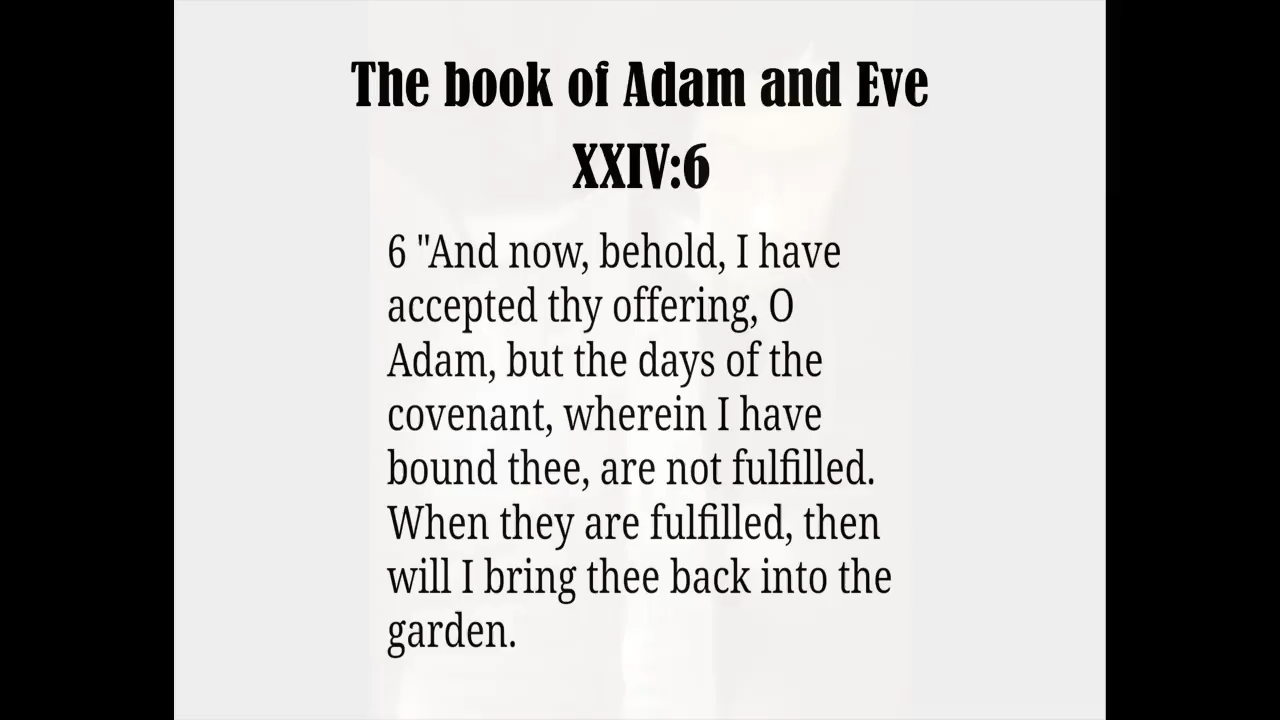 The book of Adam and Eve
XXIV:6
6 "And now, behold, I have
accepted thy offering, O
Adam, but the days of the
covenant, wherein I have
bound thee, are not fulfilled.
When they are fulfilled, then
will I bring thee back into the
garden.